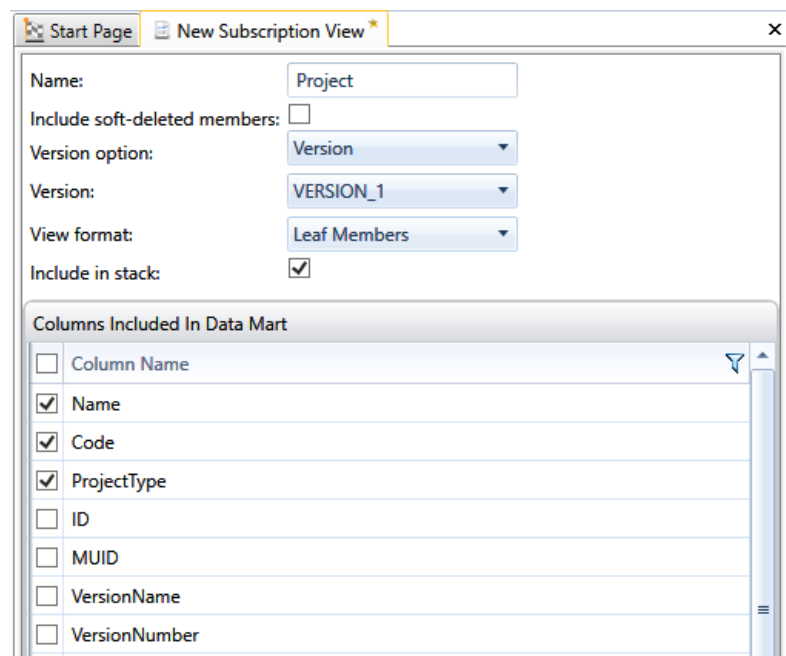 Start Page New Subscription View*
Name: Project
Include soft-deleted members:
Version option: Version
Version: VERSION_1
View format: Leaf Members
Include in stack:
Columns Included In Data Mart
Column Name
Name
Code
ProjectType
ID
MUID
VersionName
VersionNumber